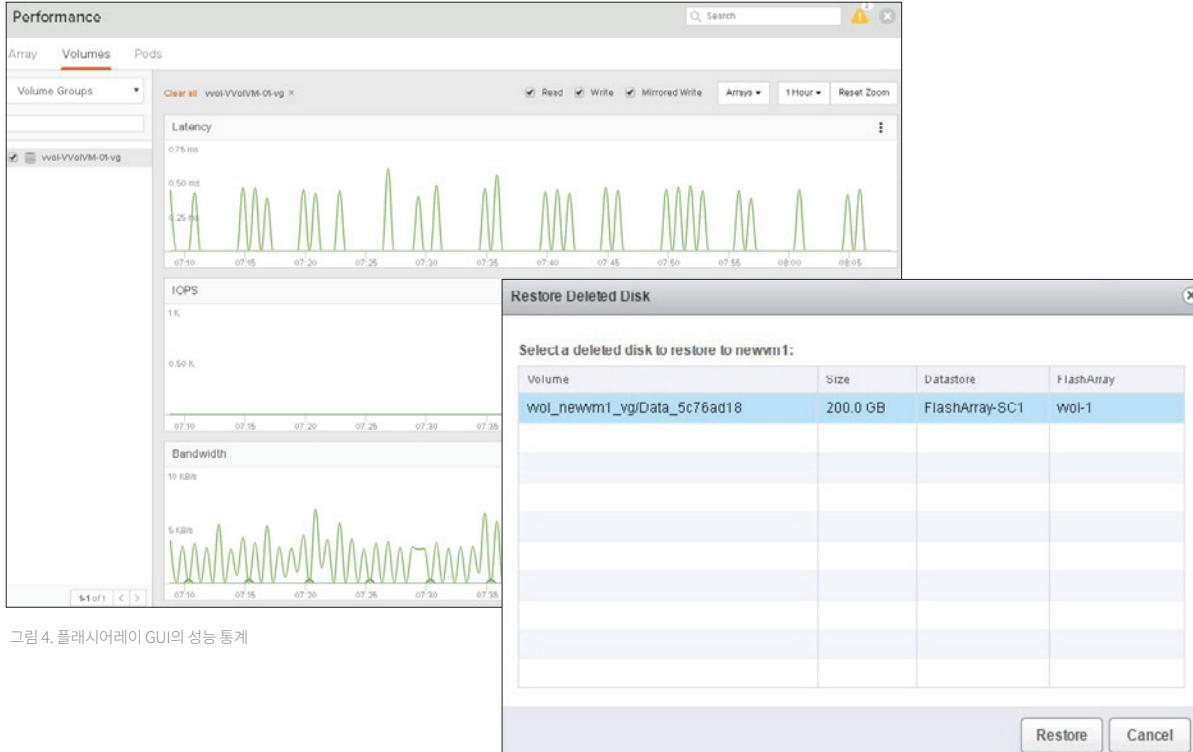 Performance
Search
2
Array Volumes Pods
Volume Groups
Clear all vvol-VVolVM-01-vg ×
Read Write Mirrored Write Arrays 1 Hour Reset Zoom
vvol-VVolVM-01-vg
Latency
0.75 ms
0.50 ms
0.25 ms
07:10 07:15 07:20 07:25 07:30 07:35 07:40 07:45 07:50 07:55 08:00 08:05
IOPS
1 K
0.50 K
07:10 07:15 07:20 07:25 07:30 07:35
Bandwidth
10 KB/s
5 KB/s
07:10 07:15 07:20 07:25 07:30 07:35
1-1 of 1 < >
Restore Deleted Disk
Select a deleted disk to restore to newvm1:
Volume Size Datastore FlashArray
vvol_newvm1_vg/Data_5c76ad18 200.0 GB FlashArray-SC1 vvol-1
Restore Cancel
그림 4. 플래시어레이 GUI의 성능 통계